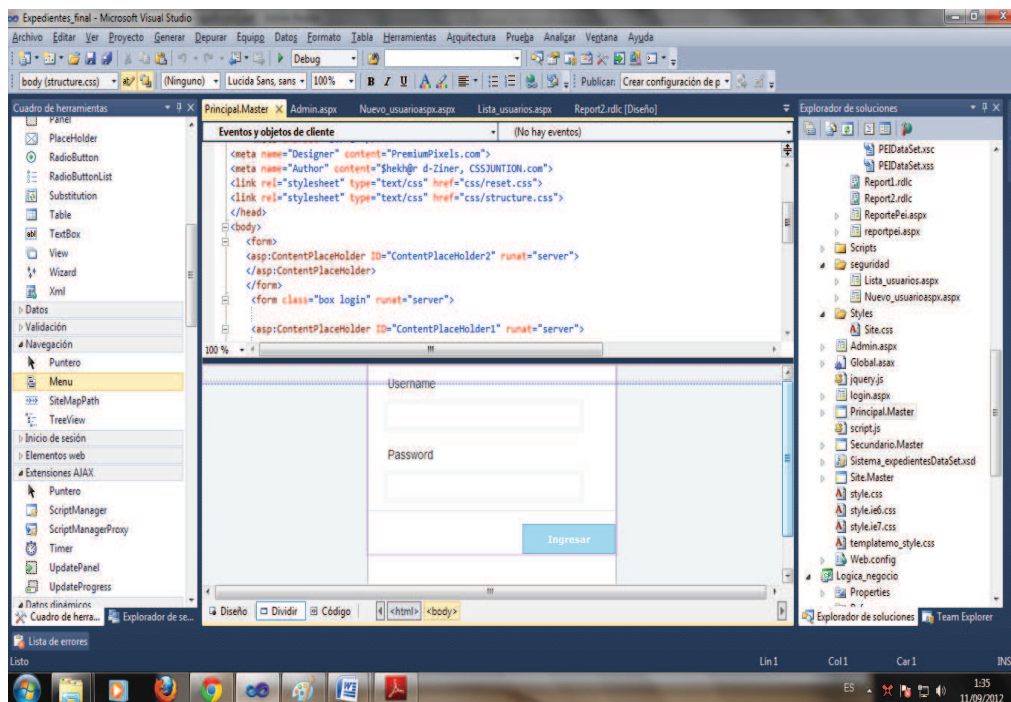 Expedientes_final - Microsoft Visual Studio
Archivo Editar Ver Proyecto Generar Depurar Equipo Datos Formato Tabla Herramientas Arquitectura Prueba Analizar Ventana Ayuda
Debug
body (structure.css) (Ninguno) Lucida Sans, sans 100% B I U A Publicar: Crear configuración de p
Cuadro de herramientas
Panel
PlaceHolder
RadioButton
RadioButtonList
Substitution
Table
TextBox
View
Wizard
Xml
Datos
Validación
Navegación
Puntero
Menu
SiteMapPath
TreeView
Inicio de sesión
Elementos web
Extensiones AJAX
Puntero
ScriptManager
ScriptManagerProxy
Timer
UpdatePanel
UpdateProgress
Datos dinámicos
Cuadro de herra... Explorador de se...
Principal.Master Admin.aspx Nuevo_usuarioaspx.aspx Lista_usuarios.aspx Report2.rdlc [Diseño]
Eventos y objetos de cliente (No hay eventos)
<meta name="Designer" content="PremiumPixels.com">
<meta name="Author" content="$hekh@r d-Ziner, CSSJUNTION.com">
<link rel="stylesheet" type="text/css" href="css/reset.css">
<link rel="stylesheet" type="text/css" href="css/structure.css">
</head>
<body>
<form>
<asp:ContentPlaceHolder ID="ContentPlaceHolder2" runat="server">
</asp:ContentPlaceHolder>
</form>
<form class="box login" runat="server">
<asp:ContentPlaceHolder ID="ContentPlaceHolder1" runat="server">
100 %
Username
Password
Ingresar
Diseño Dividir Código <html> <body>
Explorador de soluciones
PEIDataSet.xsc
PEIDataSet.xss
Report1.rdlc
Report2.rdlc
ReportePei.aspx
reportpei.aspx
Scripts
seguridad
Lista_usuarios.aspx
Nuevo_usuarioaspx.aspx
Styles
Site.css
Admin.aspx
Global.asax
jquery.js
login.aspx
Principal.Master
script.js
Secundario.Master
Sistema_expedientesDataSet.xsd
Site.Master
style.css
style.ie6.css
style.ie7.css
templatemo_style.css
Web.config
Logica_negocio
Properties
Explorador de soluciones Team Explorer
Lista de errores
Listo Lín 1 Col 1 Car 1 INS
ES 1:35
11/09/2012